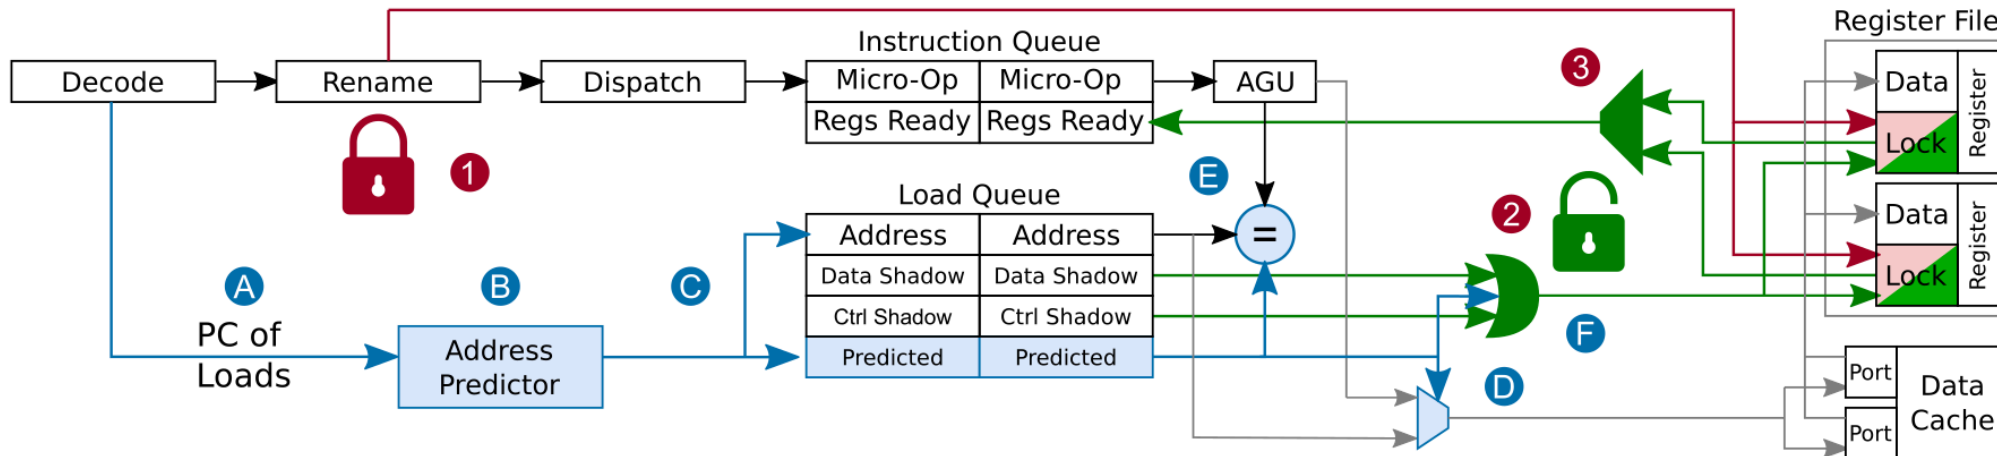 Register File
Instruction Queue
Decode
Rename
Dispatch
Micro-Op
Micro-Op
AGU
Regs Ready
Regs Ready
3
Data
Lock
Register
1
E
Load Queue
Address
Address
=
2
Data
Lock
Register
Data Shadow
Data Shadow
Ctrl Shadow
Ctrl Shadow
Predicted
Predicted
A
B
C
PC of
Loads
Address
Predictor
F
D
Port
Port
Data
Cache